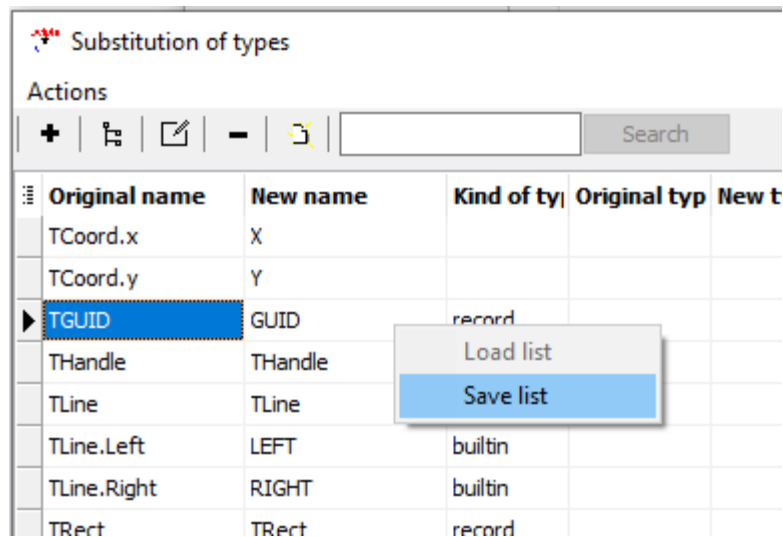 Substitution of types
Actions
Search
Original name New name Kind of typ Original typ New t
TCoord.x X
TCoord.y Y
TGUID GUID record
THandle THandle
TLine TLine
TLine.Left LEFT builtin
TLine.Right RIGHT builtin
TRect TRect record
Load list
Save list